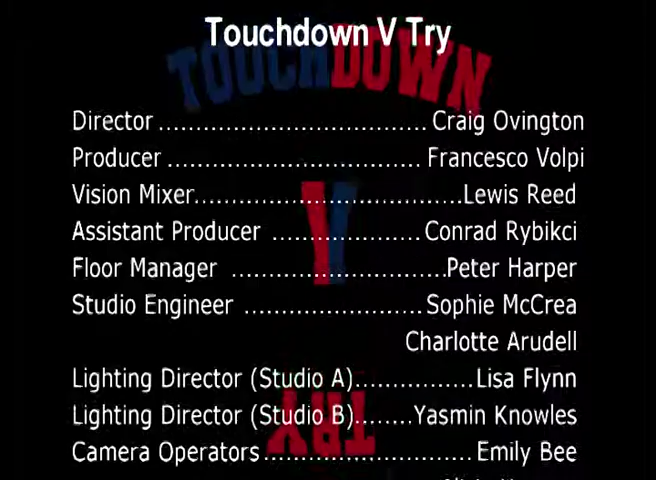 Touchdown V Try
TOUCHDOWN
Director .................................... Craig Ovington
Producer .................................. Francesco Volpi
Vision Mixer....................................Lewis Reed
V
Assistant Producer ....................Conrad Rybikci
Floor Manager .............................Peter Harper
Studio Engineer ........................Sophie McCrea
Charlotte Arudell
Lighting Director (Studio A)................Lisa Flynn
Lighting Director (Studio B)........Yasmin Knowles
TRY
Camera Operators............................Emily Bee